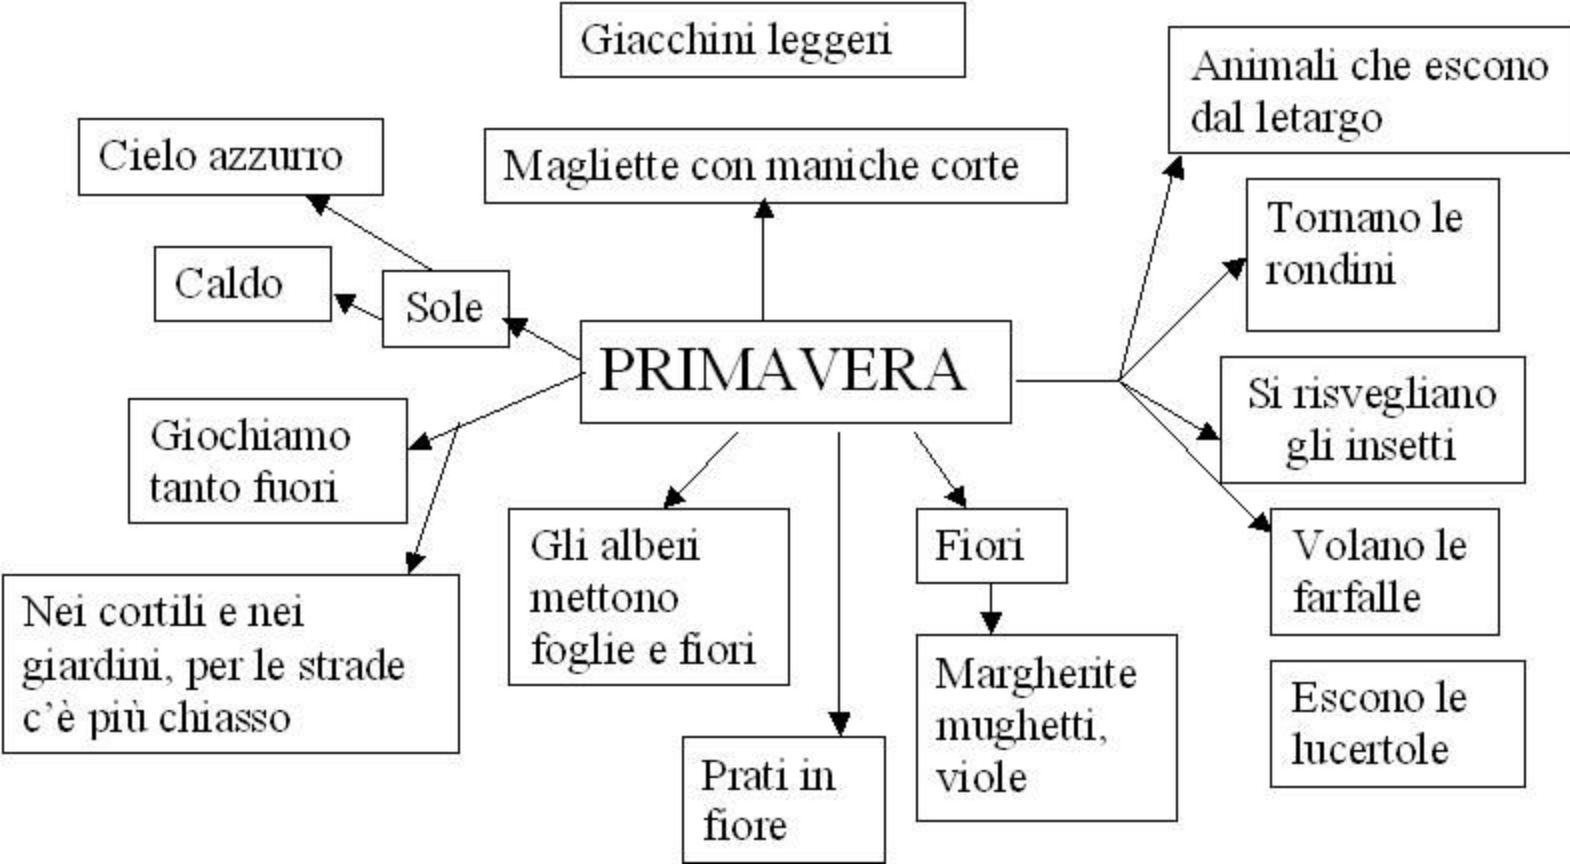 Giacchini leggeri
Animali che escono
dal letargo
Cielo azzurro
Magliette con maniche corte
Tornano le
rondini
Caldo
Sole
PRIMAVERA
Si risvegliano
gli insetti
Giochiamo
tanto fuori
Gli alberi
mettono
foglie e fiori
Fiori
Volano le
farfalle
Nei cortili e nei
giardini, per le strade
c'è più chiasso
Margherite
mughetti,
viole
Escono le
lucertole
Prati in
fiore